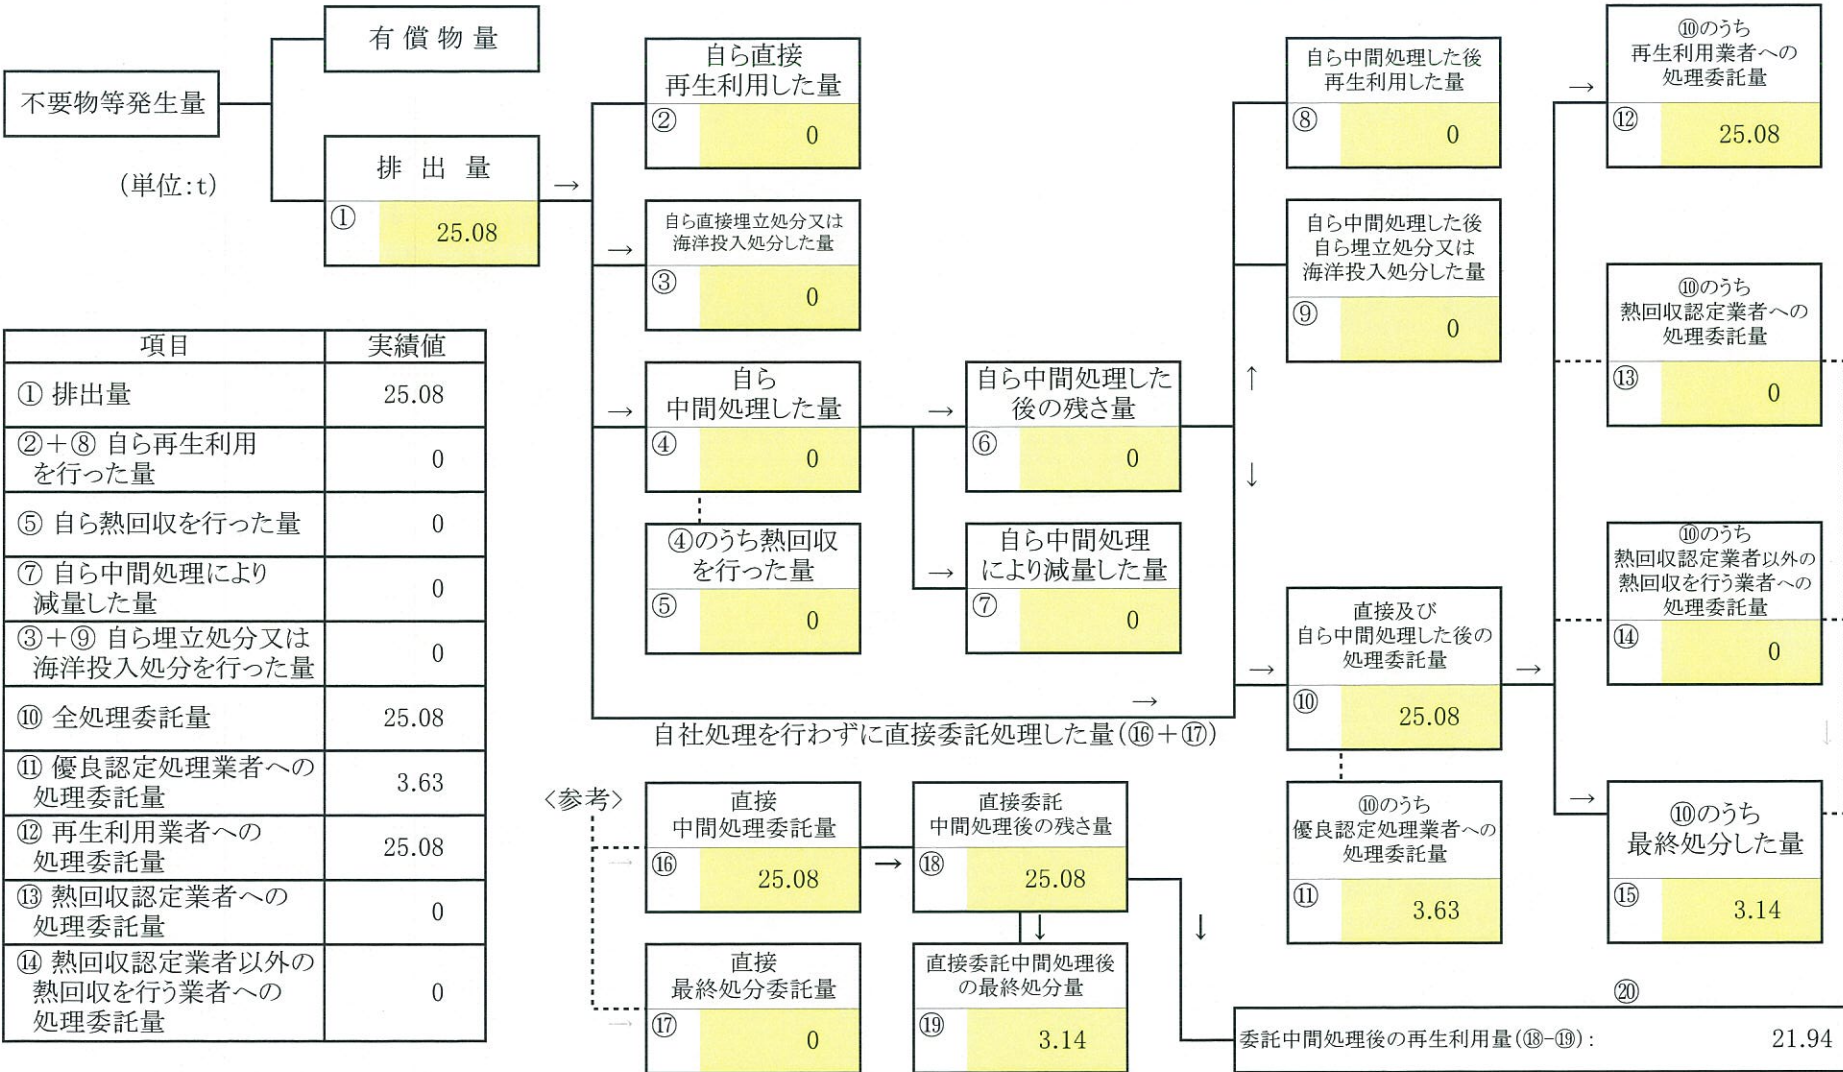 有償物量
不要物等発生量
(単位:t)
排出量
→
①
25.08
自ら直接
再生利用した量
②
0
→
自ら直接埋立処分又は
海洋投入処分した量
③
0
→
自ら
中間処理した量
④
0
④のうち熱回収
を行った量
⑤
0
→
自ら中間処理した
後の残さ量
⑥
0
→
自ら中間処理
により減量した量
⑦
0
↑
↓
自ら中間処理した後
再生利用した量
⑧
0
自ら中間処理した後
自ら埋立処分又は
海洋投入処分した量
⑨
0
→
自社処理を行わずに直接委託処理した量(⑯+⑰)
→
直接及び
自ら中間処理した後の
処理委託量
⑩
25.08
→
⑩のうち
優良認定処理業者への
処理委託量
⑪
3.63
→
⑩のうち
再生利用業者への
処理委託量
⑫
25.08
⑩のうち
熱回収認定業者への
処理委託量
⑬
0
⑩のうち
熱回収認定業者以外の
熱回収を行う業者への
処理委託量
⑭
0
↓
→
⑩のうち
最終処分した量
⑮
3.14
項目 実績値
① 排出量 25.08
②+⑧ 自ら再生利用
を行った量 0
⑤ 自ら熱回収を行った量 0
⑦ 自ら中間処理により
減量した量 0
③+⑨ 自ら埋立処分又は
海洋投入処分を行った量 0
⑩ 全処理委託量 25.08
⑪ 優良認定処理業者への
処理委託量 3.63
⑫ 再生利用業者への
処理委託量 25.08
⑬ 熱回収認定業者への
処理委託量 0
⑭ 熱回収認定業者以外の
熱回収を行う業者への
処理委託量 0
〈参考〉
→
直接
中間処理委託量
⑯
25.08
→
直接委託
中間処理後の残さ量
⑱
25.08
↓
↓
→
直接
最終処分委託量
⑰
0
直接委託中間処理後
の最終処分量
⑲
3.14
⑳
委託中間処理後の再生利用量(⑱-⑲): 21.94